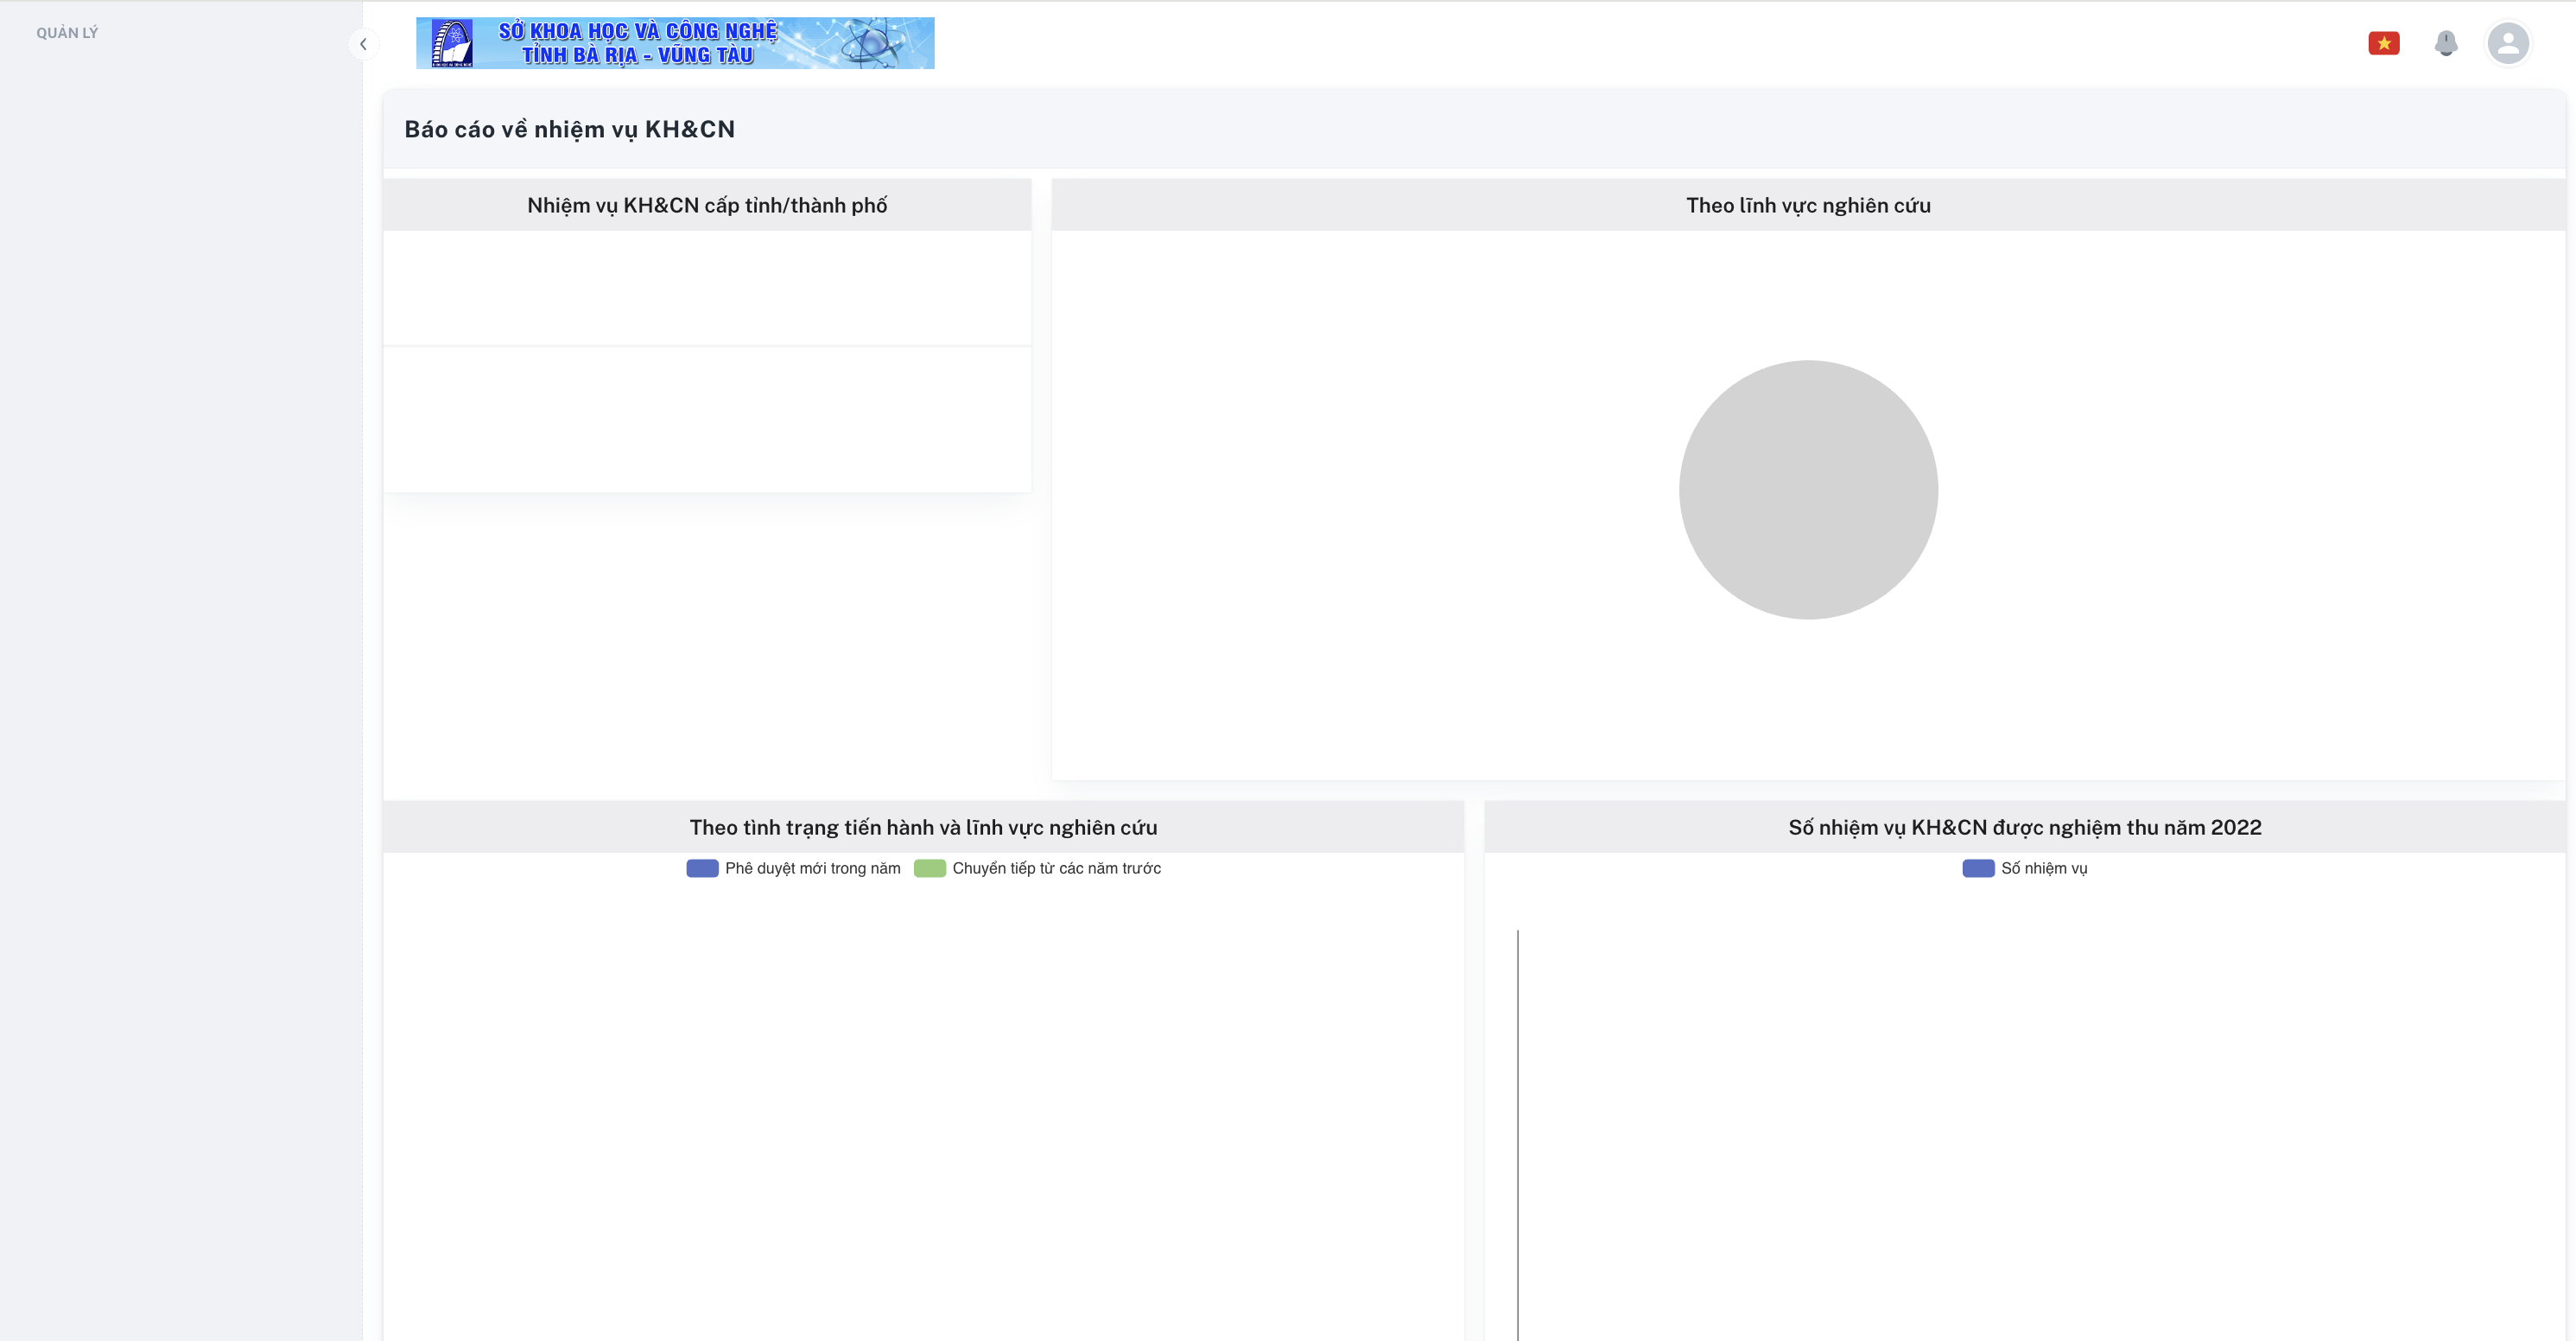 QUẢN LÝ
SỞ KHOA HỌC VÀ CÔNG NGHỆ
TỈNH BÀ RỊA - VŨNG TÀU
Báo cáo về nhiệm vụ KH&CN
Nhiệm vụ KH&CN cấp tỉnh/thành phố
Theo lĩnh vực nghiên cứu
Theo tình trạng tiến hành và lĩnh vực nghiên cứu
Phê duyệt mới trong năm
Chuyển tiếp từ các năm trước
Số nhiệm vụ KH&CN được nghiệm thu năm 2022
Số nhiệm vụ